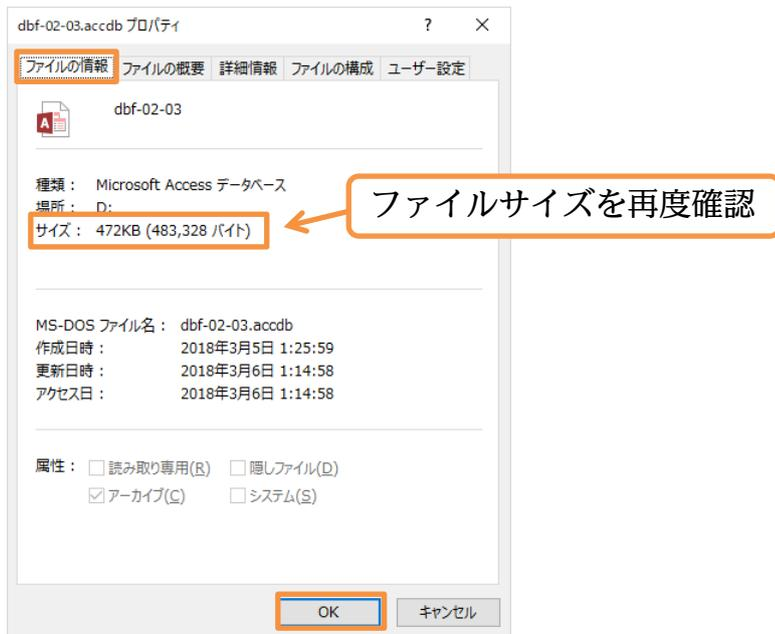 dbf-02-03.accdb プロパティ
ファイルの情報 ファイルの概要 詳細情報 ファイルの構成 ユーザー設定
dbf-02-03
種類： Microsoft Access データベース
場所： D:
サイズ： 472KB (483,328 バイト)
ファイルサイズを再度確認
MS-DOS ファイル名： dbf-02-03.accdb
作成日時： 2018年3月5日 1:25:59
更新日時： 2018年3月6日 1:14:58
アクセス日： 2018年3月6日 1:14:58
属性： 読み取り専用(R) 隠しファイル(D)
アーカイブ(C) システム(S)
OK キャンセル